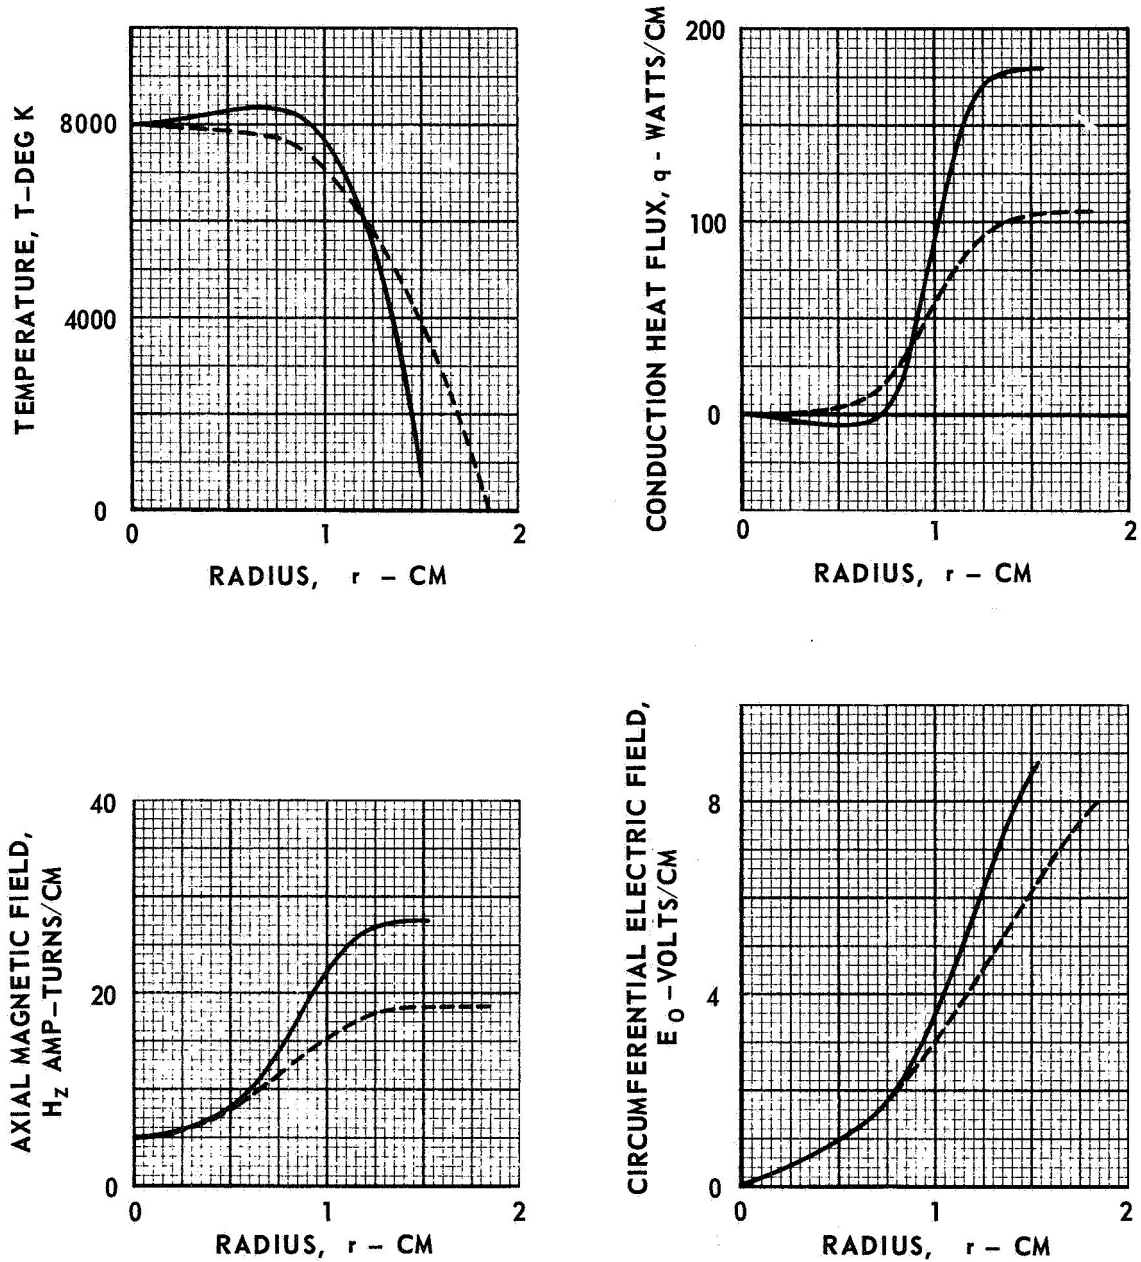 TEMPERATURE, T–DEG K
8000
4000
0
0 1 2
RADIUS, r – CM
CONDUCTION HEAT FLUX, q - WATTS/CM
200
100
0
0 1 2
RADIUS, r – CM
AXIAL MAGNETIC FIELD,
Hz AMP–TURNS/CM
40
20
0
0 1 2
RADIUS, r – CM
CIRCUMFERENTIAL ELECTRIC FIELD,
E O –VOLTS/CM
8
4
0
0 1 2
RADIUS, r – CM